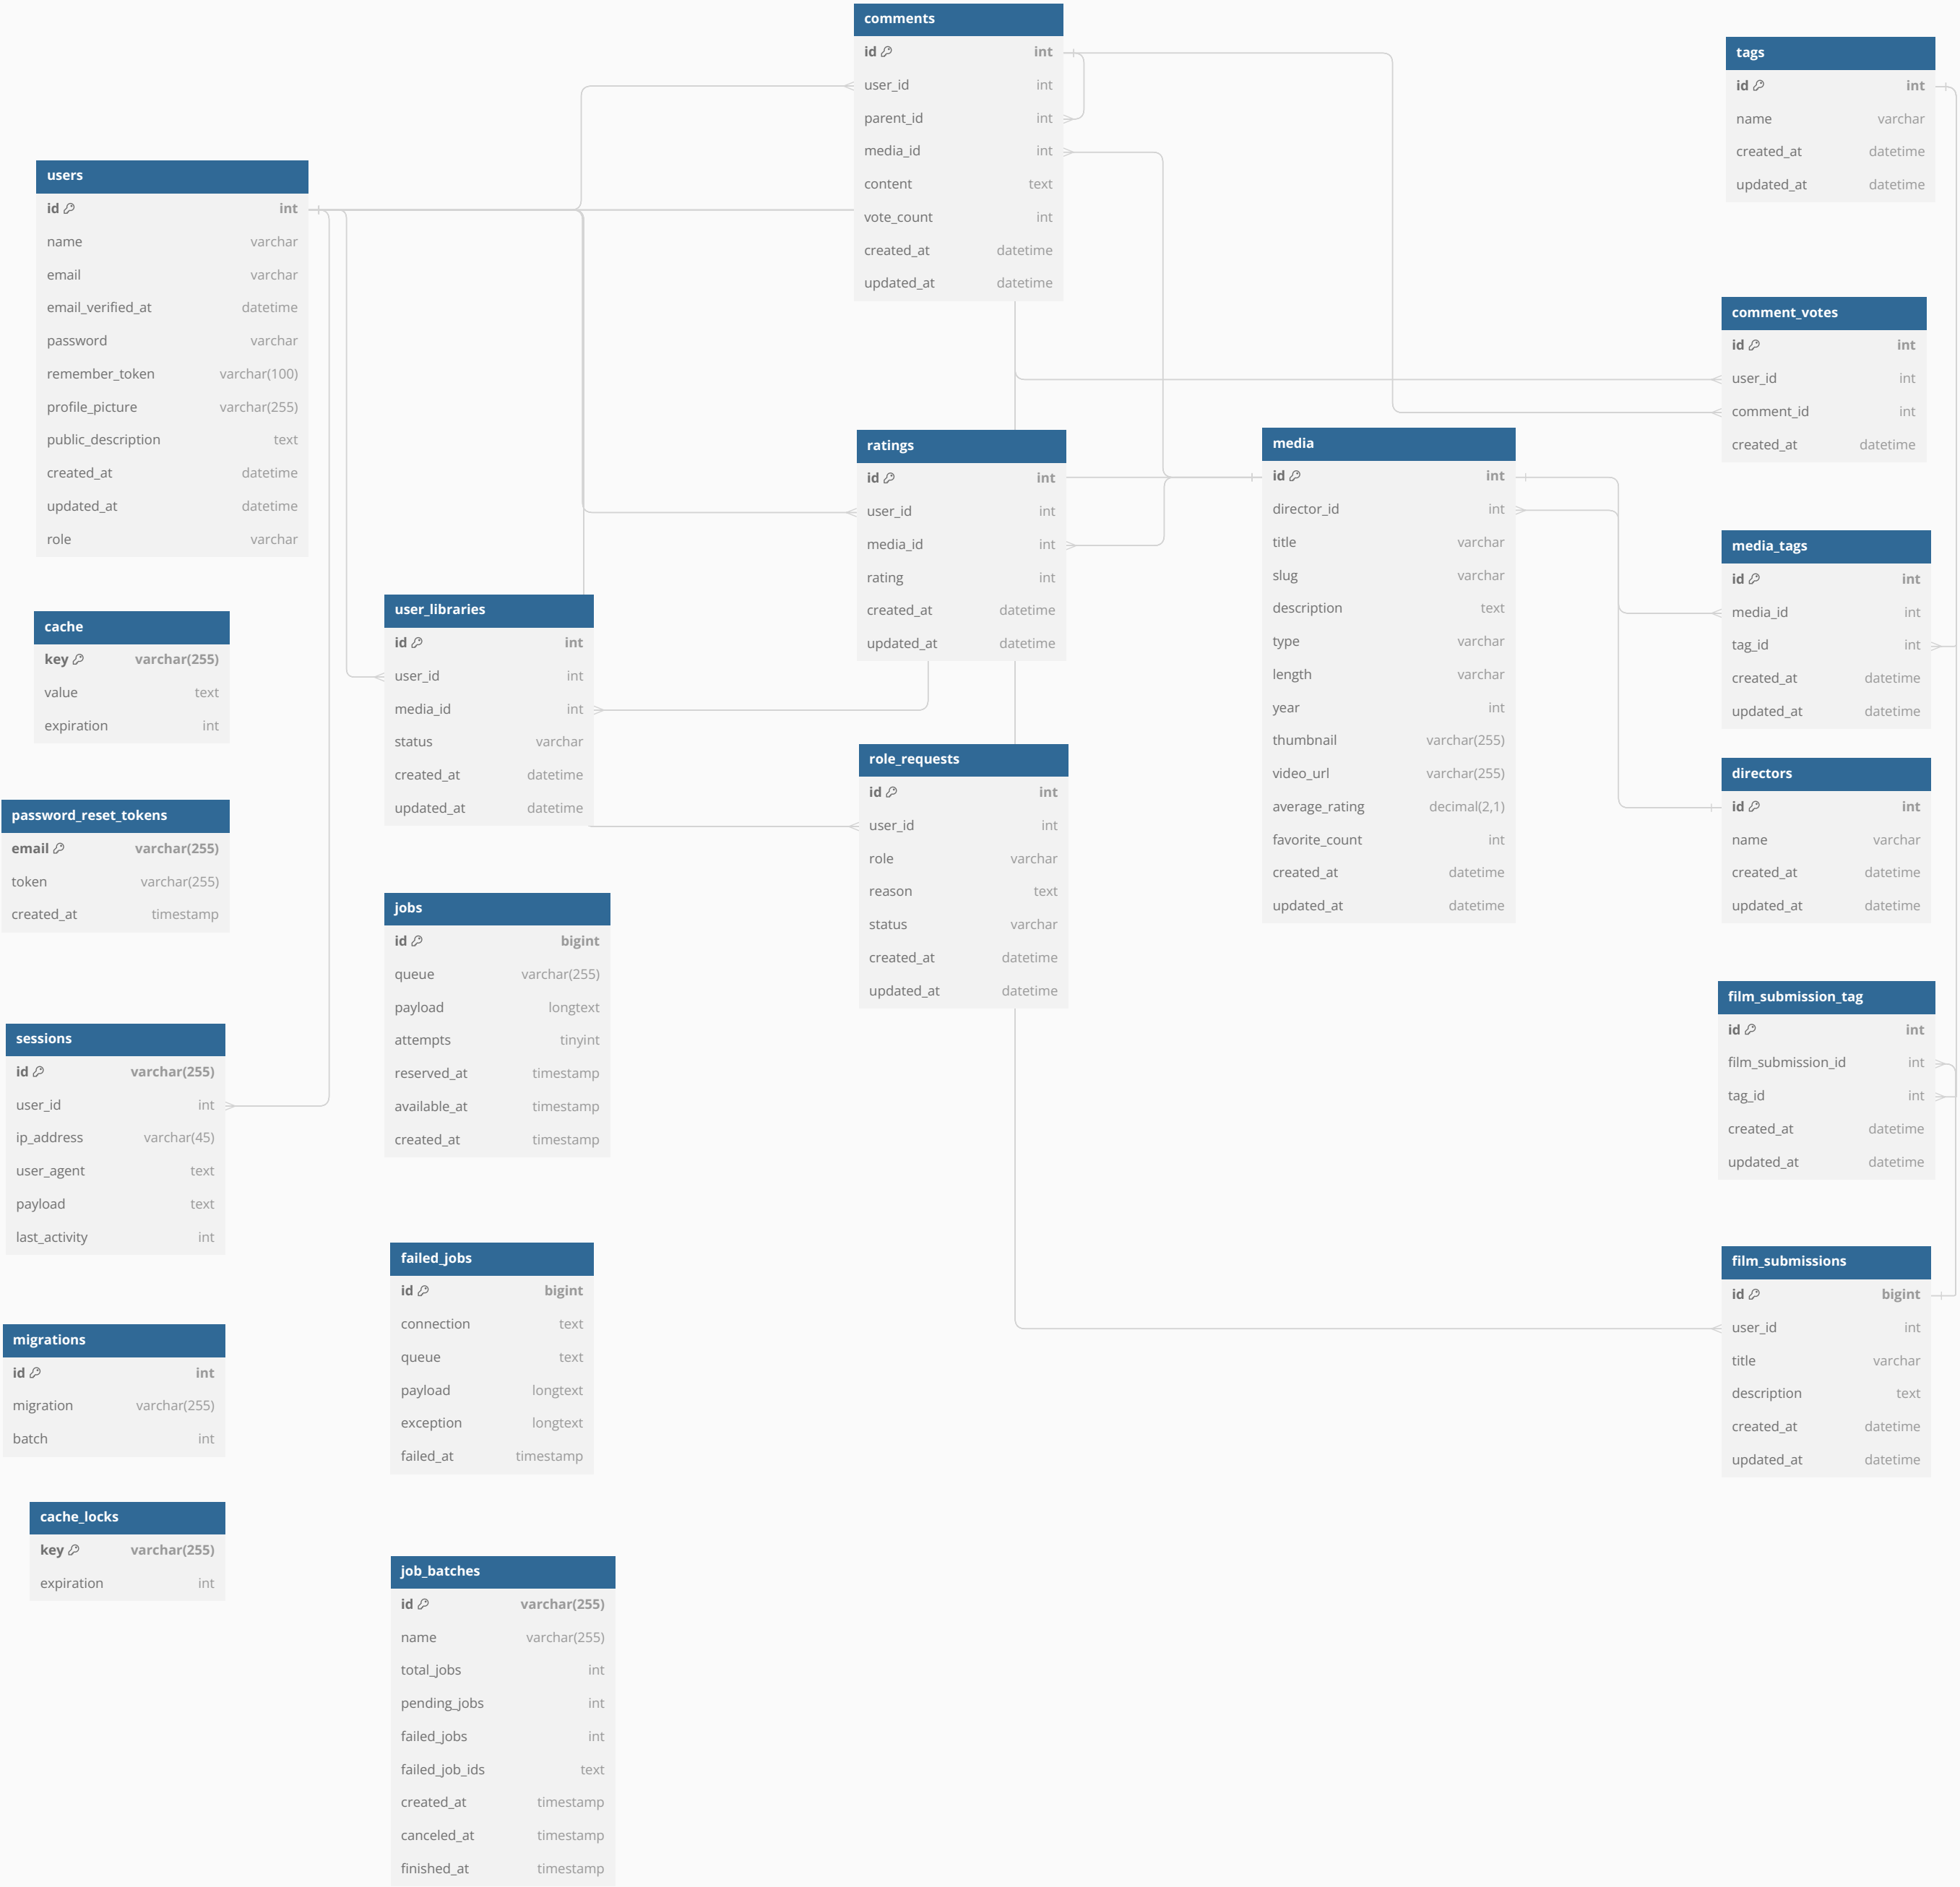 comments
id int
user_id int
parent_id int
media_id int
content text
vote_count int
created_at datetime
updated_at datetime
tags
id int
name varchar
created_at datetime
updated_at datetime
users
id int
name varchar
email varchar
email_verified_at datetime
password varchar
remember_token varchar(100)
profile_picture varchar(255)
public_description text
created_at datetime
updated_at datetime
role varchar
comment_votes
id int
user_id int
comment_id int
created_at datetime
ratings
id int
user_id int
media_id int
rating int
created_at datetime
updated_at datetime
media
id int
director_id int
title varchar
slug varchar
description text
type varchar
length varchar
year int
thumbnail varchar(255)
video_url varchar(255)
average_rating decimal(2,1)
favorite_count int
created_at datetime
updated_at datetime
media_tags
id int
media_id int
tag_id int
created_at datetime
updated_at datetime
user_libraries
id int
user_id int
media_id int
status varchar
created_at datetime
updated_at datetime
cache
key varchar(255)
value text
expiration int
role_requests
id int
user_id int
role varchar
reason text
status varchar
created_at datetime
updated_at datetime
directors
id int
name varchar
created_at datetime
updated_at datetime
password_reset_tokens
email varchar(255)
token varchar(255)
created_at timestamp
jobs
id bigint
queue varchar(255)
payload longtext
attempts tinyint
reserved_at timestamp
available_at timestamp
created_at timestamp
film_submission_tag
id int
film_submission_id int
tag_id int
created_at datetime
updated_at datetime
sessions
id varchar(255)
user_id int
ip_address varchar(45)
user_agent text
payload text
last_activity int
failed_jobs
id bigint
connection text
queue text
payload longtext
exception longtext
failed_at timestamp
film_submissions
id bigint
user_id int
title varchar
description text
created_at datetime
updated_at datetime
migrations
id int
migration varchar(255)
batch int
cache_locks
key varchar(255)
expiration int
job_batches
id varchar(255)
name varchar(255)
total_jobs int
pending_jobs int
failed_jobs int
failed_job_ids text
created_at timestamp
canceled_at timestamp
finished_at timestamp